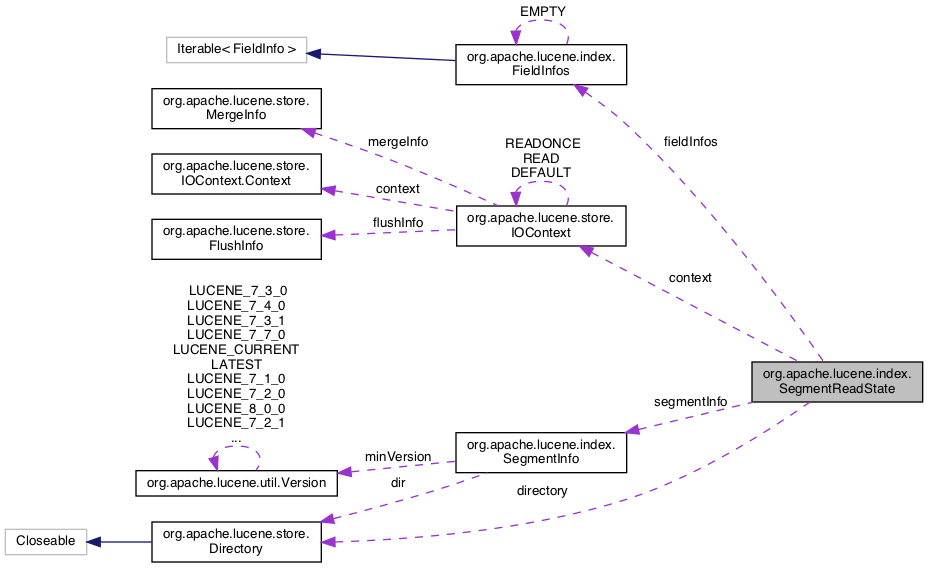 EMPTY
Iterable< FieldInfo >
org.apache.lucene.index.
FieldInfos
org.apache.lucene.store.
MergeInfo
mergeInfo
fieldInfos
READONCE
READ
DEFAULT
org.apache.lucene.store.
IOContext.Context
context
org.apache.lucene.store.
IOContext
org.apache.lucene.store.
FlushInfo
flushInfo
context
LUCENE_7_3_0
LUCENE_7_4_0
LUCENE_7_3_1
LUCENE_7_7_0
LUCENE_CURRENT
LATEST
LUCENE_7_1_0
LUCENE_7_2_0
LUCENE_8_0_0
LUCENE_7_2_1
...
org.apache.lucene.index.
SegmentReadState
segmentInfo
org.apache.lucene.index.
SegmentInfo
minVersion
org.apache.lucene.util.Version
dir
directory
Closeable
org.apache.lucene.store.
Directory